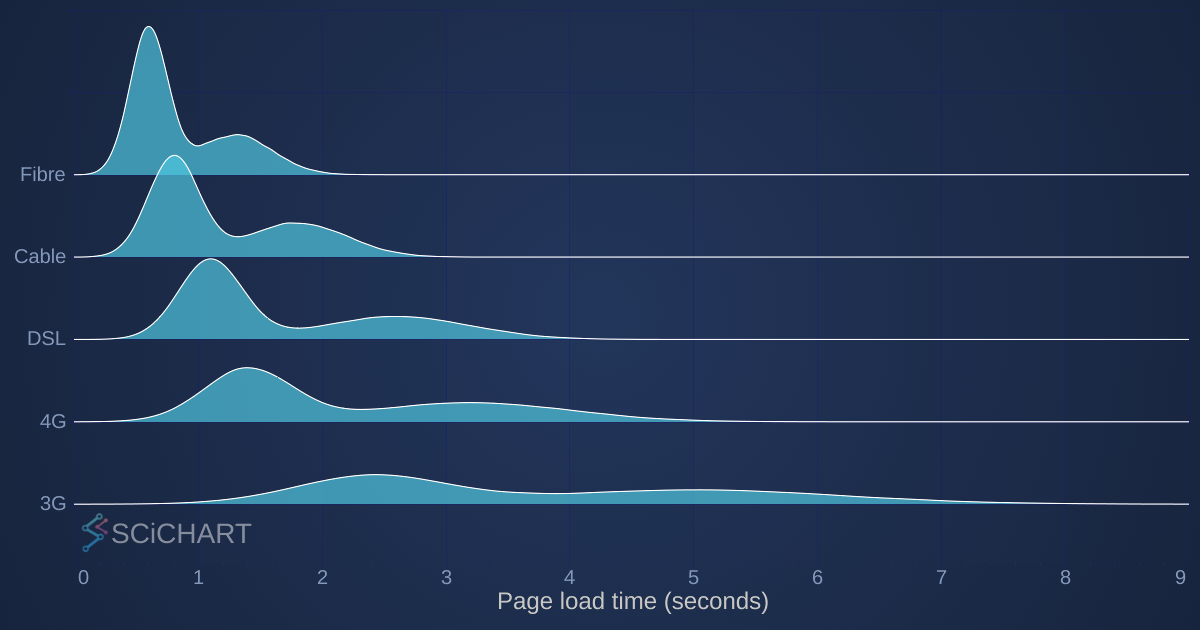 Fibre
Cable
DSL
4G
3G
SCiCHART
0 1 2 3 4 5 6 7 8 9
Page load time (seconds)